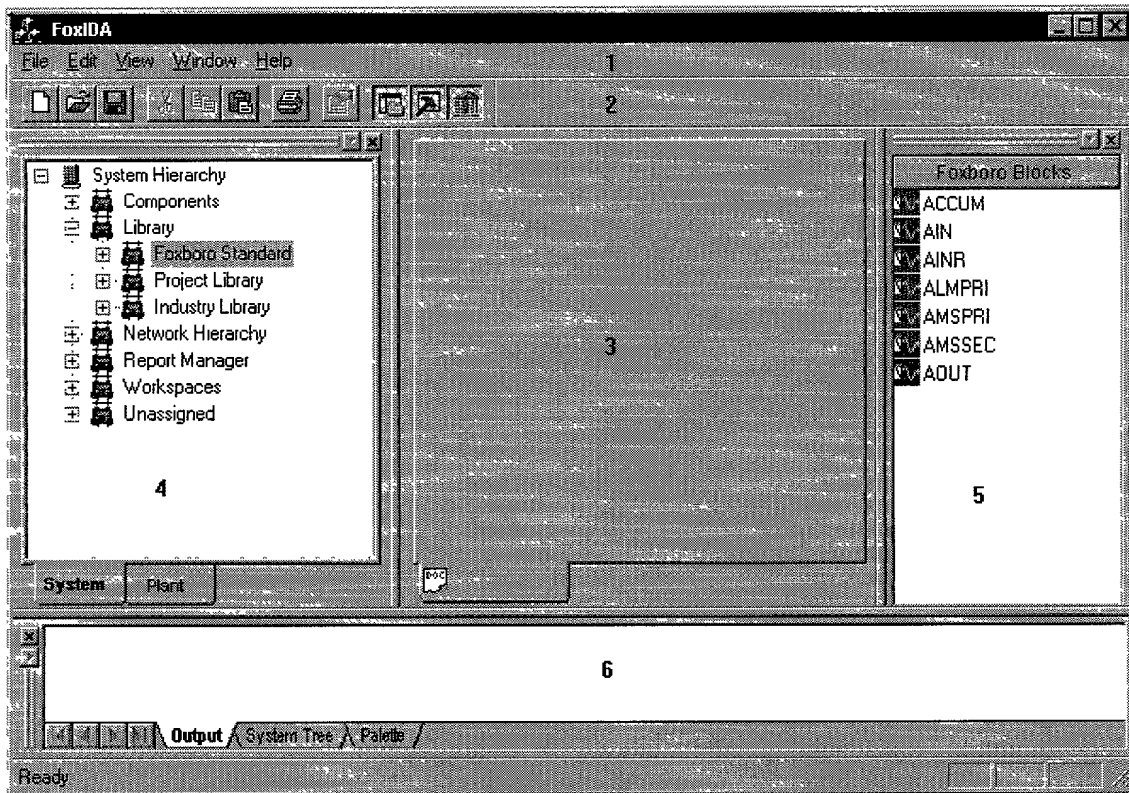 FoxIDA
File Edit View Window Help
1
2
System Hierarchy
Components
Library
Foxboro Standard
Project Library
Industry Library
Network Hierarchy
Report Manager
Workspaces
Unassigned
4
System Plant
3
DOC
Foxboro Blocks
ACCUM
AIN
AINR
ALMPRI
AMSPRI
AMSSEC
AOUT
5
6
Output System Tree Palette
Ready